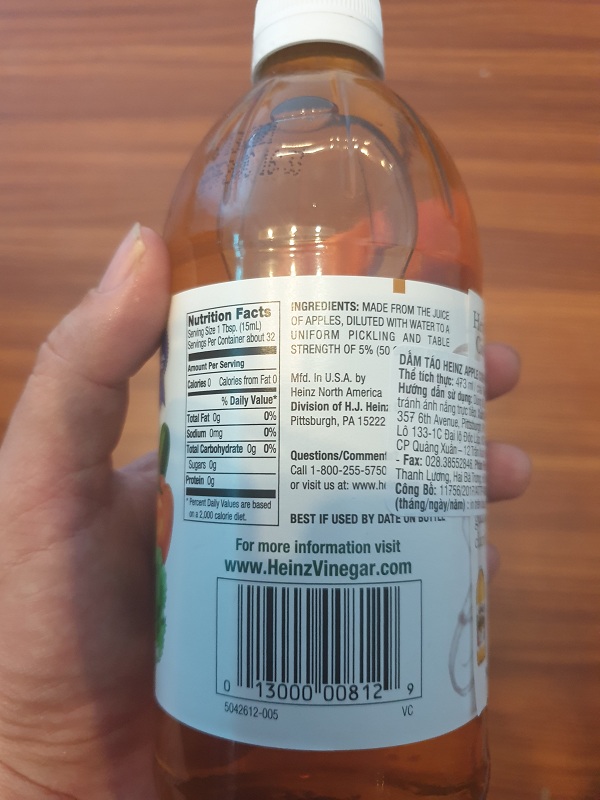 Nutrition Facts
Serving Size 1 Tbsp. (15mL)
Servings Per Container about 32
Amount Per Serving
Calories 0 Calories from Fat 0
% Daily Value*
Total Fat 0g 0%
Sodium 0mg 0%
Total Carbohydrate 0g 0%
Sugars 0g
Protein 0g
* Percent Daily Values are based
on a 2,000 calorie diet.
INGREDIENTS: MADE FROM THE JUICE
OF APPLES, DILUTED WITH WATER TO A
UNIFORM PICKLING AND TABLE
STRENGTH OF 5% (50
Mfd. In U.S.A. by
Heinz North America
Division of H.J. Heinz
Pittsburgh, PA 15222
Questions/Comment
Call 1-800-255-5750
or visit us at:
BEST IF USED BY DATE ON BOTTLE
DẤM TÁO HEINZ APPLE
Thể tích thực: 473 ml
Hướng dẫn sử dụng:
tránh ánh nắng trực tiếp.
357 6th Avenue,
Lô 133-1C Đại lộ Độc Lập
CP Quảng Xuân – 12
- Fax: 028.38552848
Thanh Lương, Hai Bà
Công Bố:
(tháng/ngày/năm) :
For more information visit
www.HeinzVinegar.com
0 13000 00812 9
5042612-005 VC